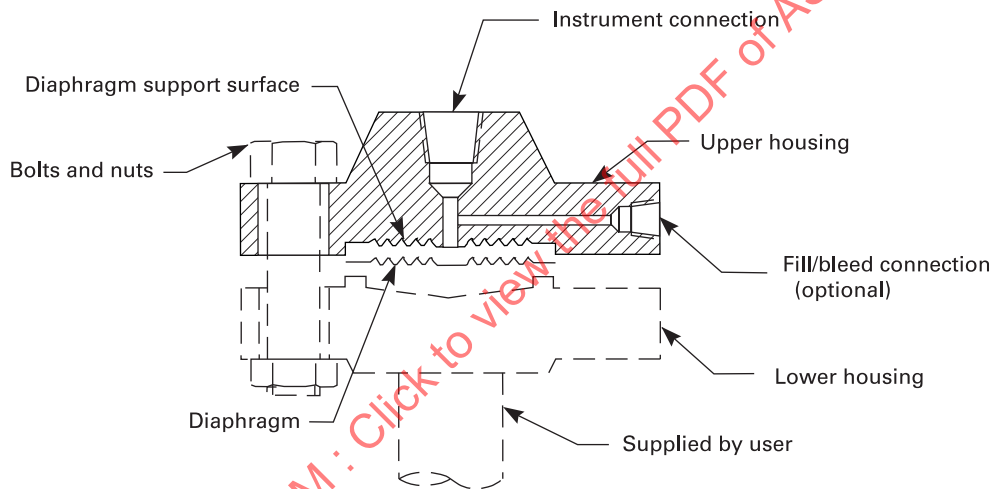 Instrument connection
Diaphragm support surface
Upper housing
Bolts and nuts
Fill/bleed connection
(optional)
Lower housing
Diaphragm
Supplied by user
M : Click to view the full PDF of AS